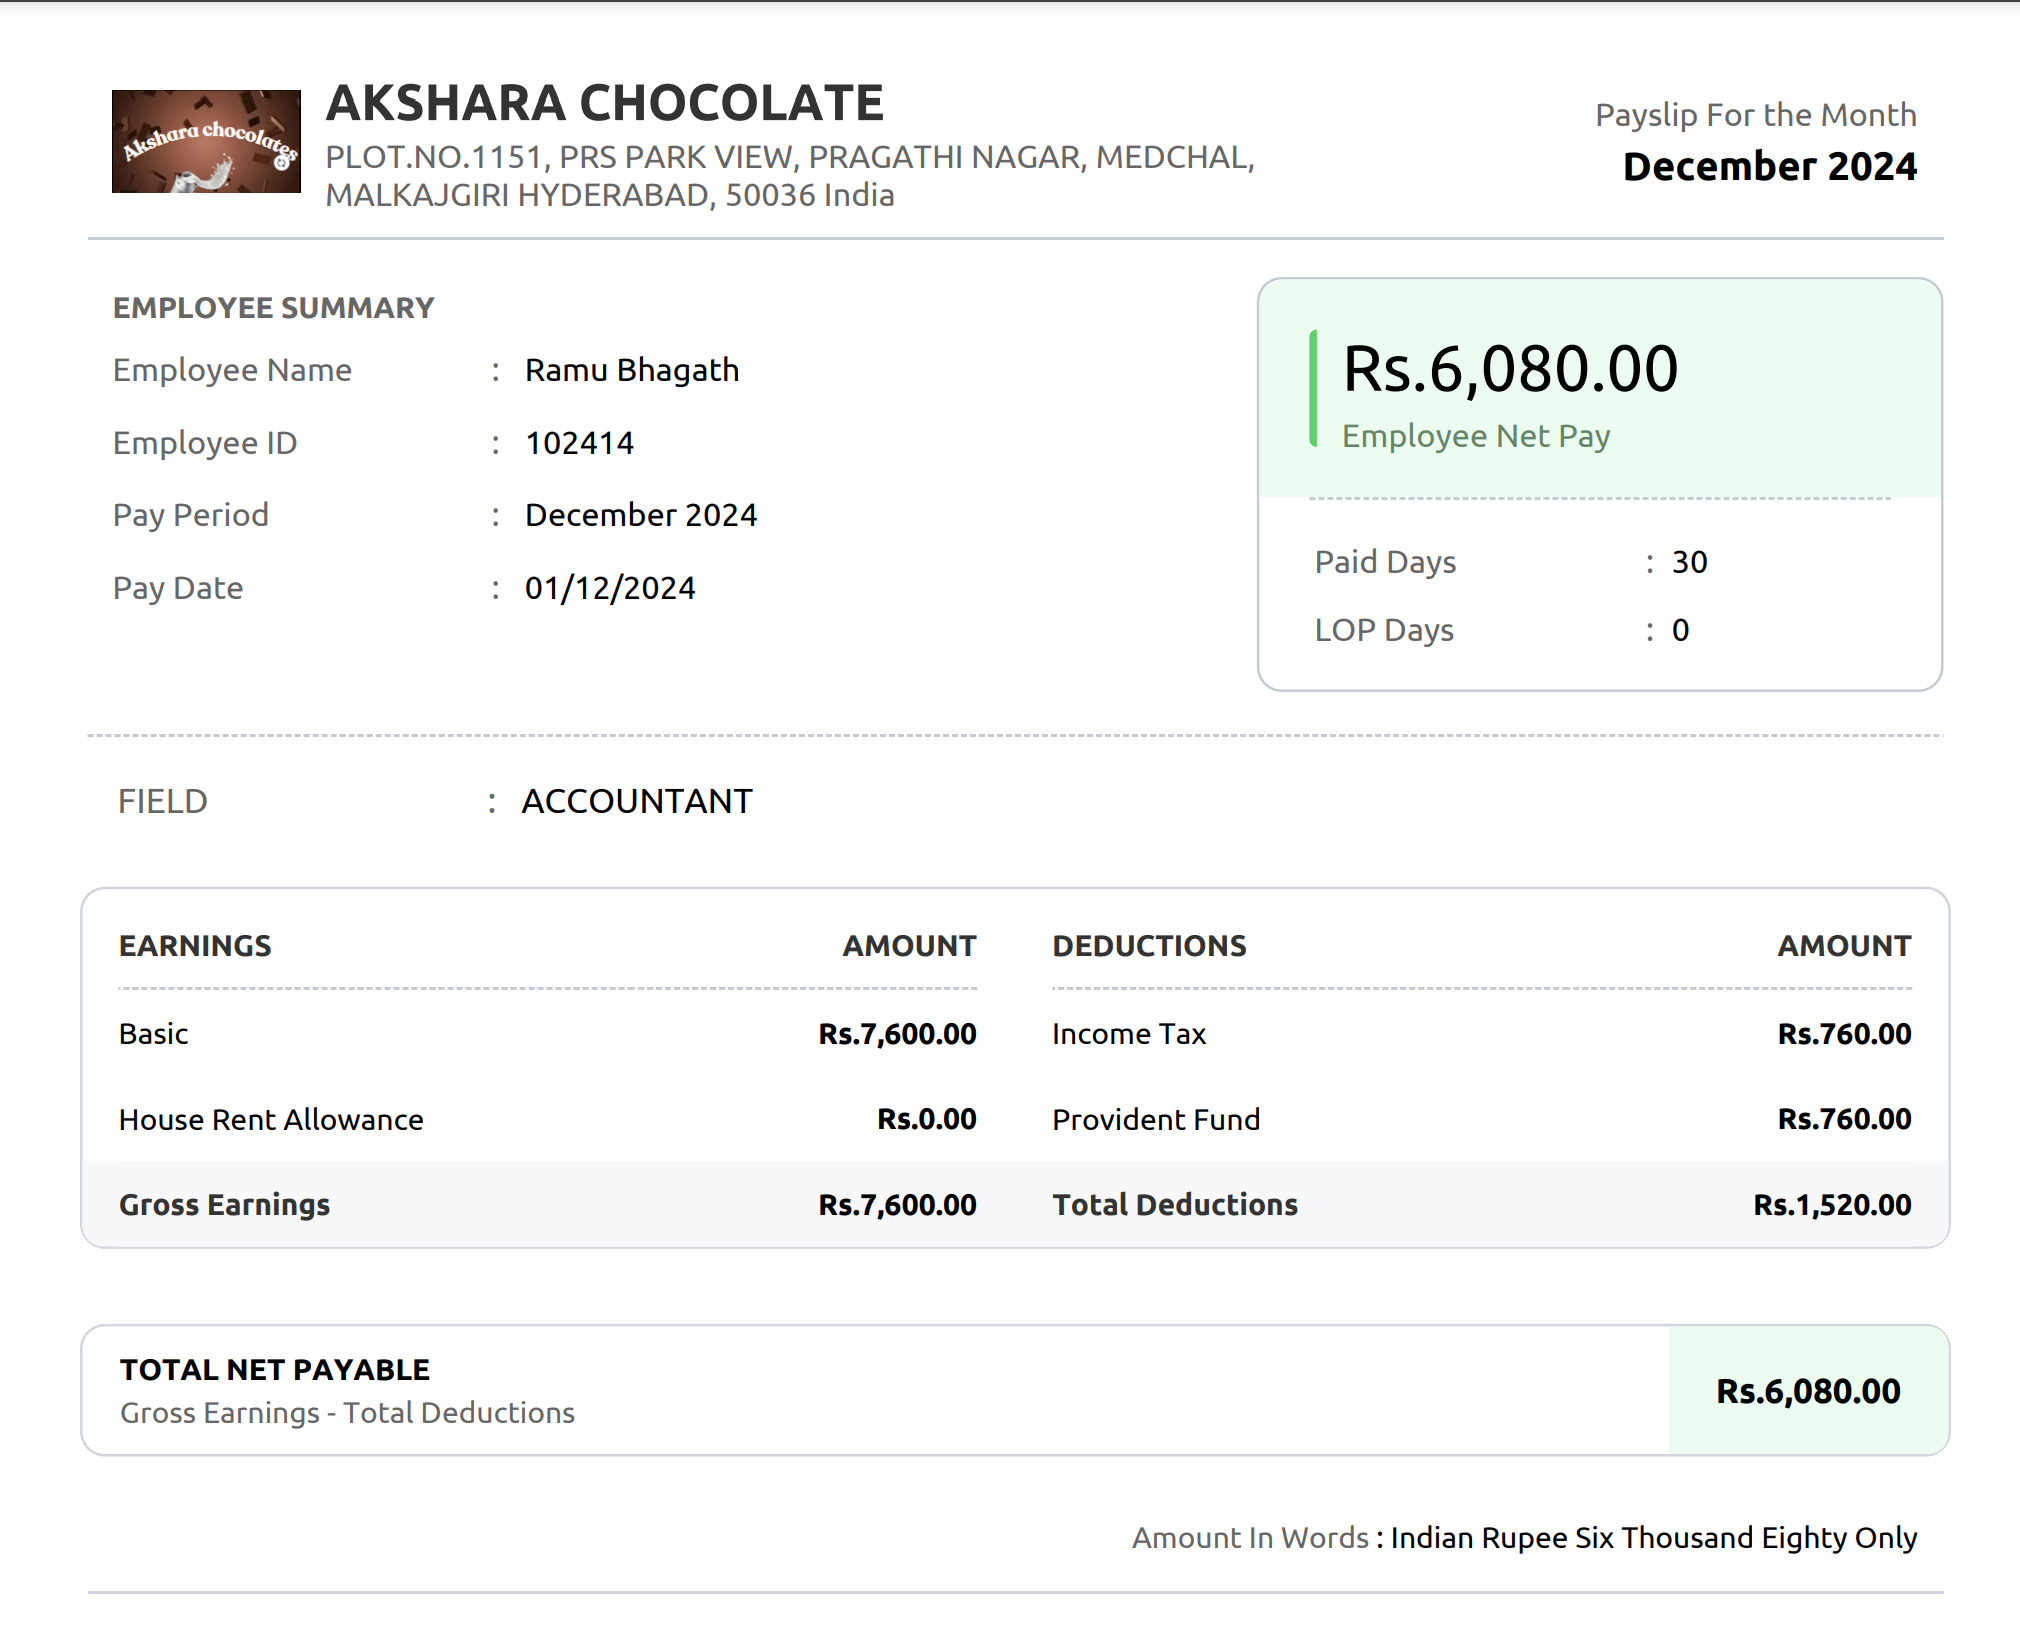 Akshara chocolates
AKSHARA CHOCOLATE
PLOT.NO.1151, PRS PARK VIEW, PRAGATHI NAGAR, MEDCHAL,
MALKAJGIRI HYDERABAD, 50036 India
Payslip For the Month
December 2024
EMPLOYEE SUMMARY
Employee Name : Ramu Bhagath
Employee ID : 102414
Pay Period : December 2024
Pay Date : 01/12/2024
Rs.6,080.00
Employee Net Pay
Paid Days : 30
LOP Days : 0
FIELD : ACCOUNTANT
EARNINGS AMOUNT DEDUCTIONS AMOUNT
Basic Rs.7,600.00 Income Tax Rs.760.00
House Rent Allowance Rs.0.00 Provident Fund Rs.760.00
Gross Earnings Rs.7,600.00 Total Deductions Rs.1,520.00
TOTAL NET PAYABLE
Gross Earnings - Total Deductions
Rs.6,080.00
Amount In Words : Indian Rupee Six Thousand Eighty Only